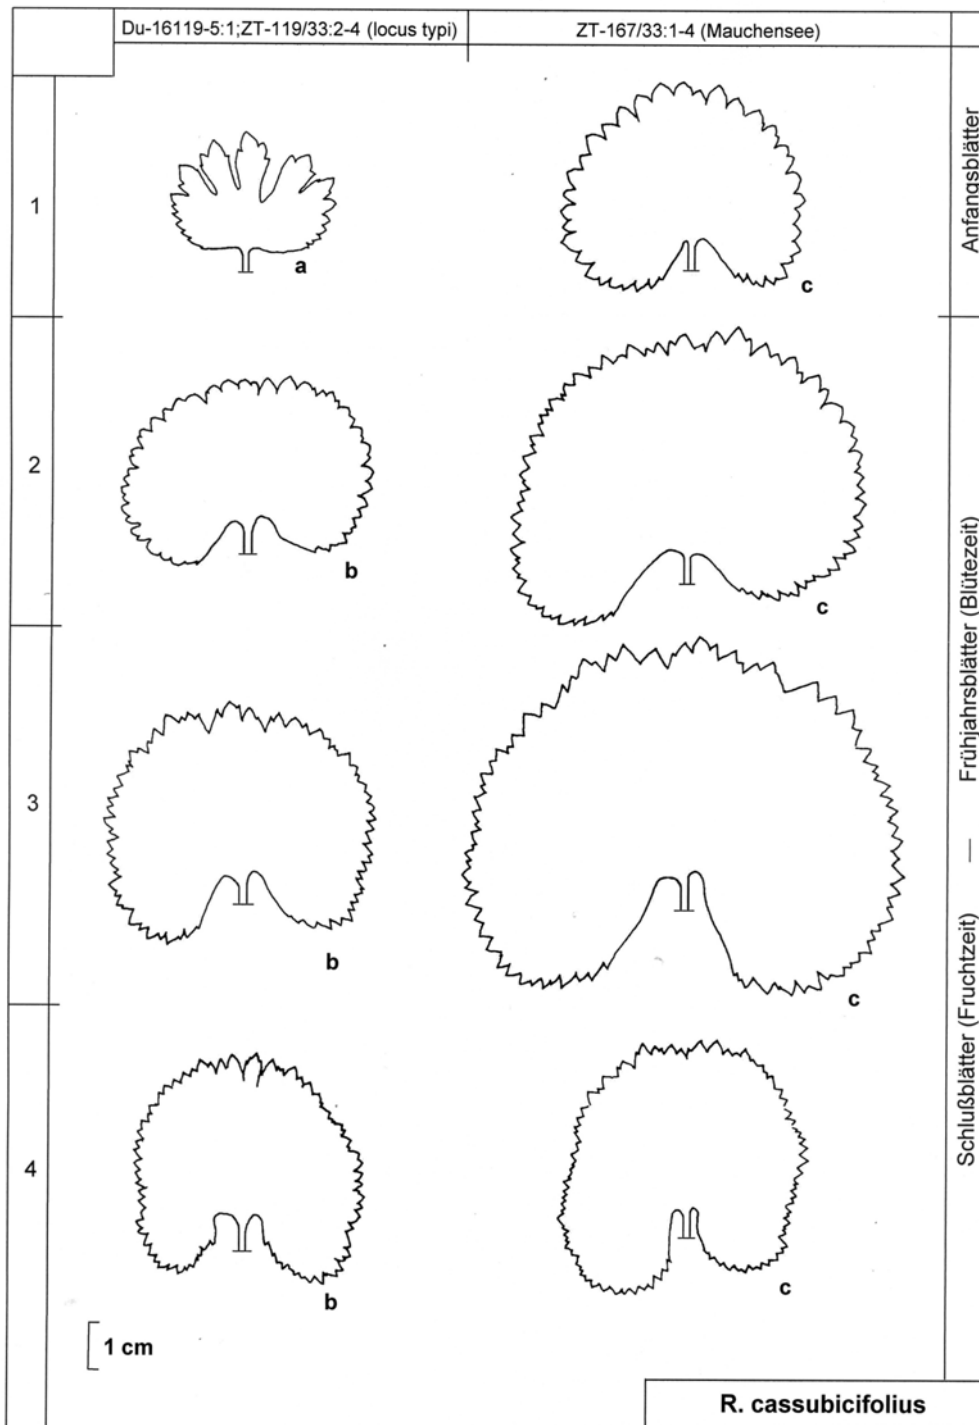 Du-16119-5:1;ZT-119/33:2-4 (locus typi)
ZT-167/33:1-4 (Mauchensee)
1
a
c
Anfangsblätter
2
b
c
3
b
c
4
b
c
Schlußblätter (Fruchtzeit) — Frühjahrsblätter (Blütezeit)
1 cm
R. cassubicifolius